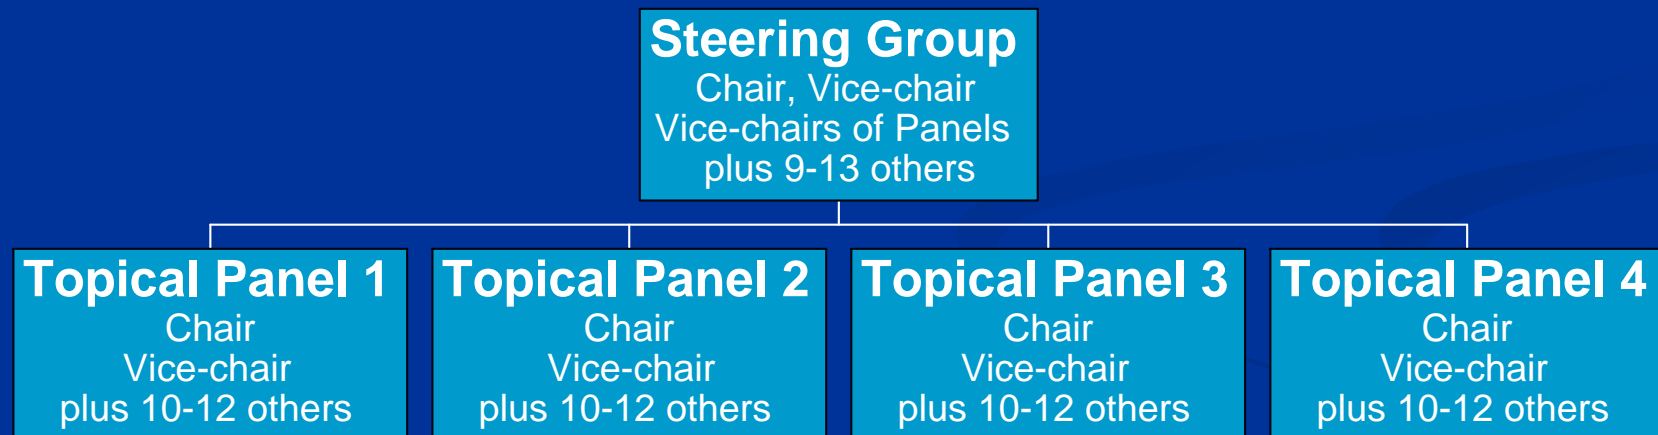 Steering Group
Chair, Vice-chair
Vice-chairs of Panels
plus 9-13 others
Topical Panel 1
Chair
Vice-chair
plus 10-12 others
Topical Panel 2
Chair
Vice-chair
plus 10-12 others
Topical Panel 3
Chair
Vice-chair
plus 10-12 others
Topical Panel 4
Chair
Vice-chair
plus 10-12 others